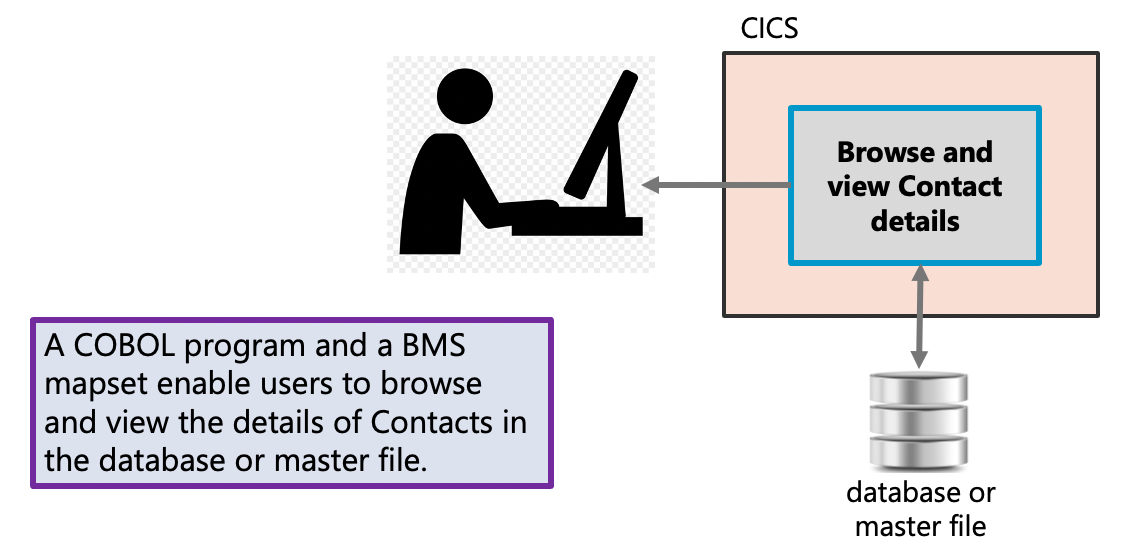 CICS
Browse and
view Contact
details
A COBOL program and a BMS
mapset enable users to browse
and view the details of Contacts in
the database or master file.
database or
master file